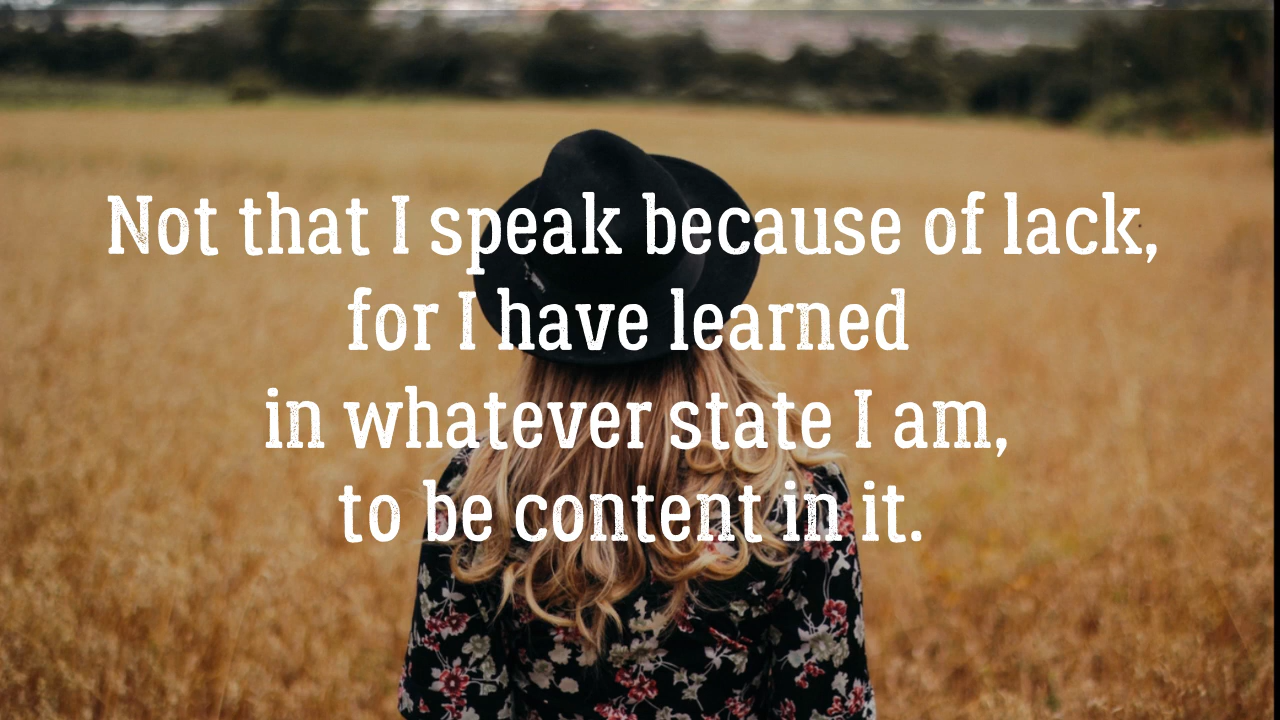 Not that I speak because of lack,
for I have learned
in whatever state I am,
to be content in it.